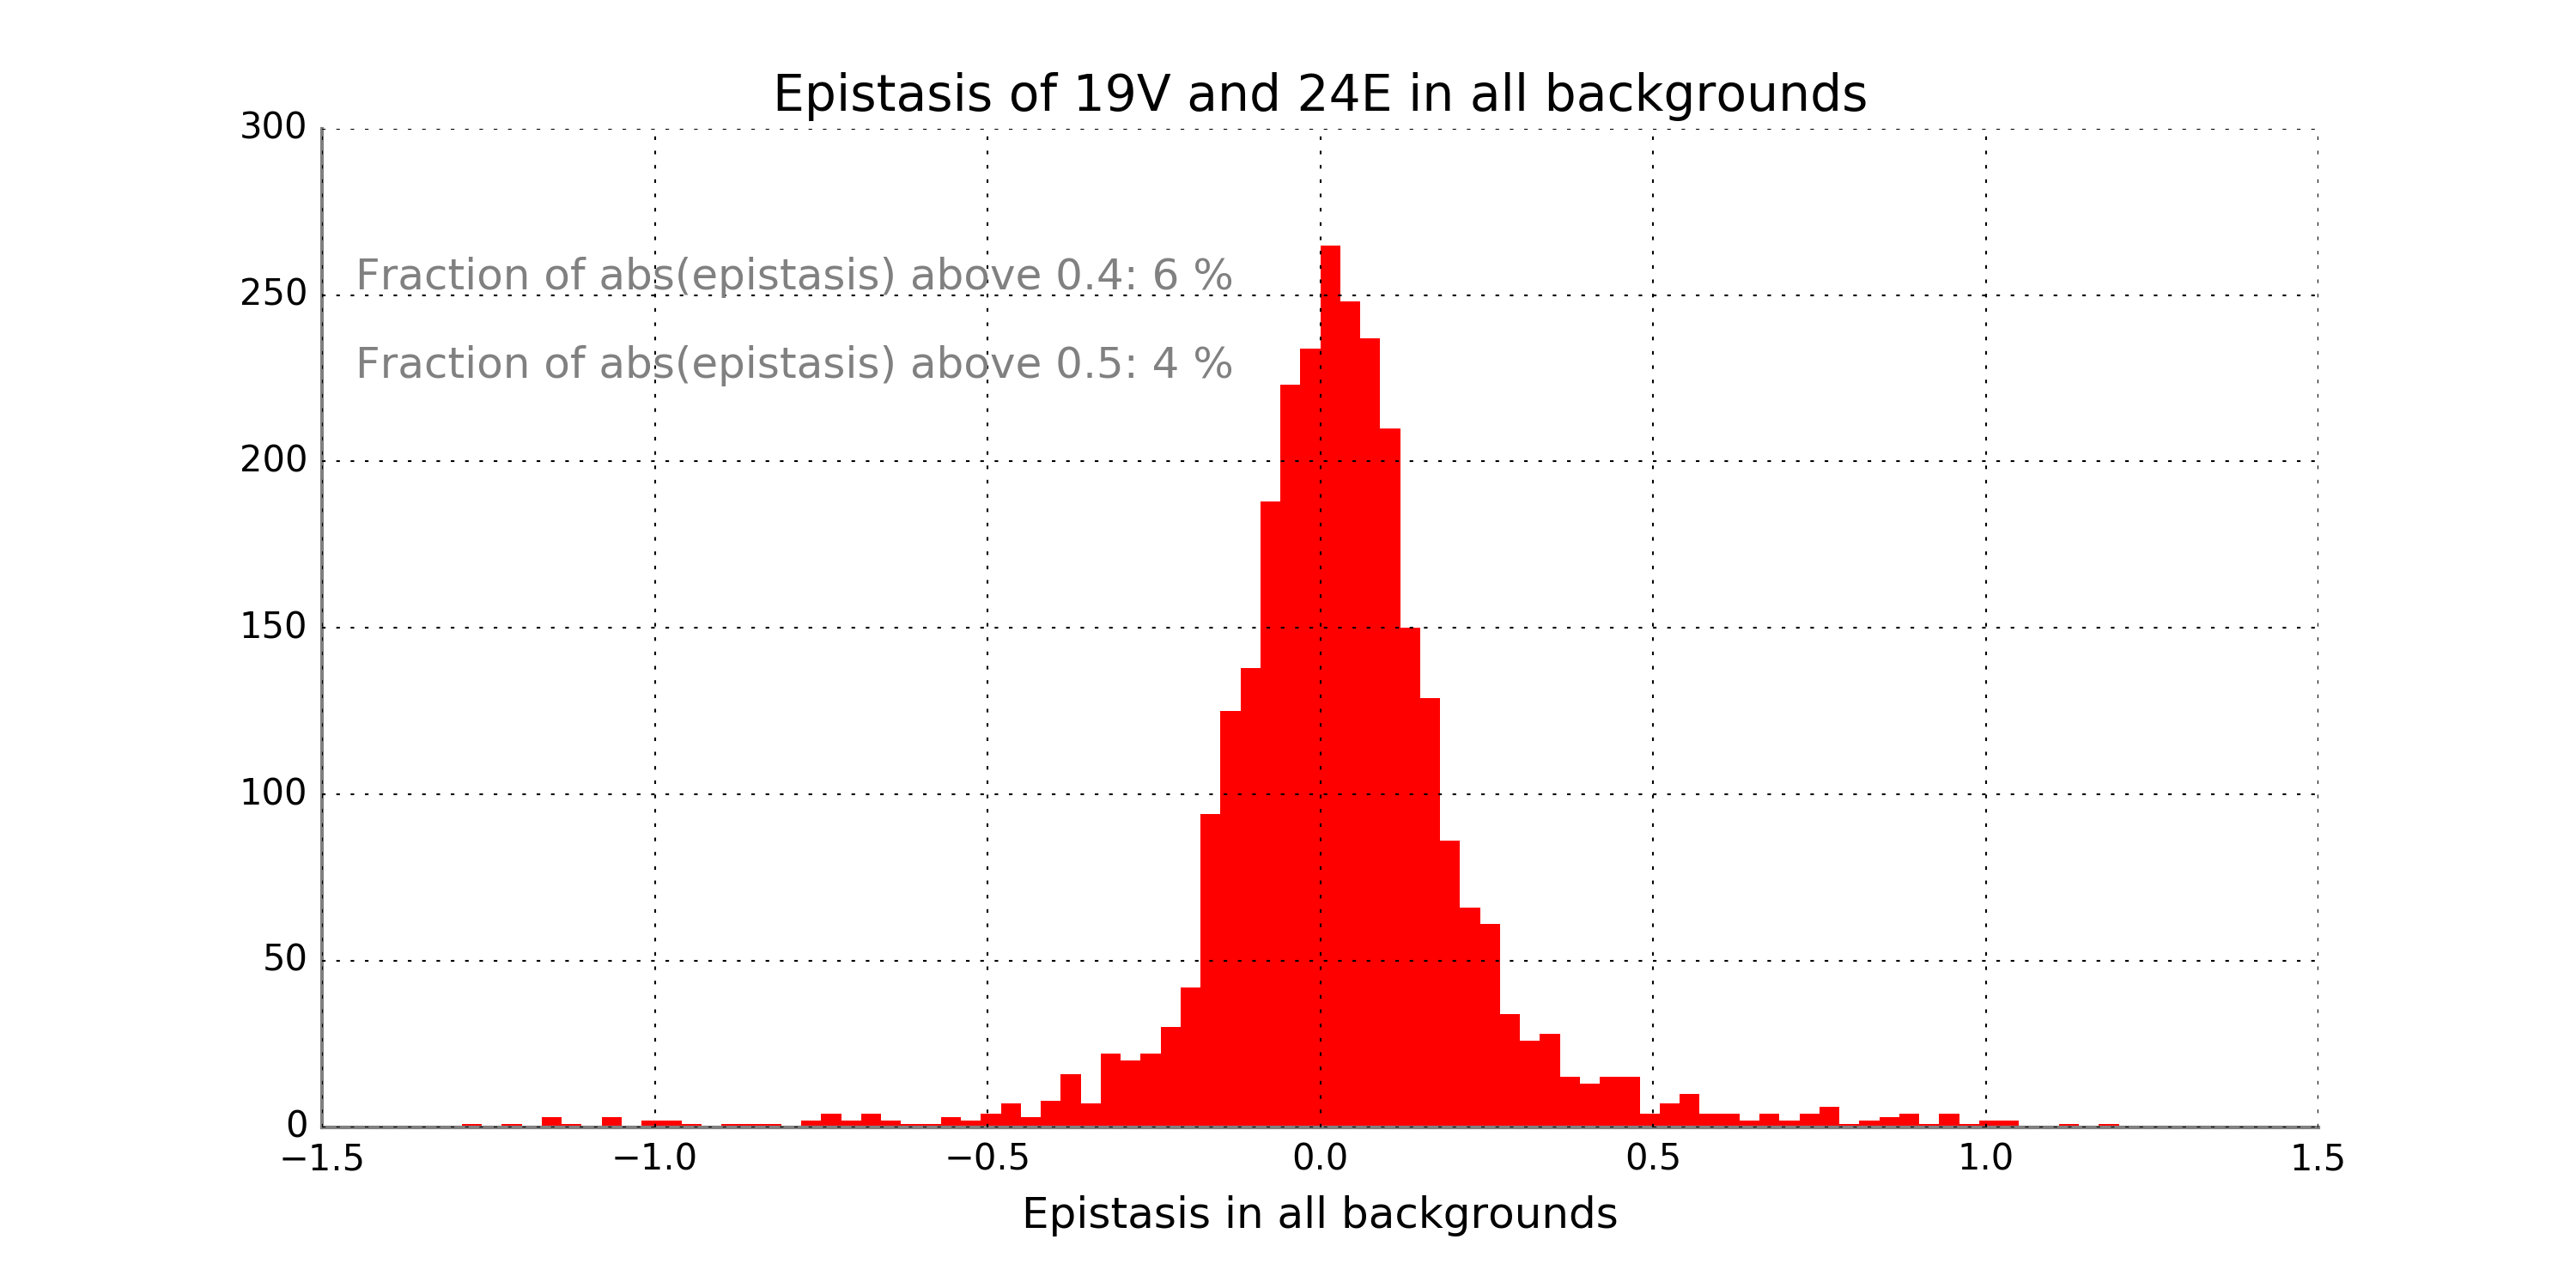 Epistasis of 19V and 24E in all backgrounds
300
250
200
150
100
50
0
Fraction of abs(epistasis) above 0.4: 6 %
Fraction of abs(epistasis) above 0.5: 4 %
−1.5 −1.0 −0.5 0.0 0.5 1.0 1.5
Epistasis in all backgrounds